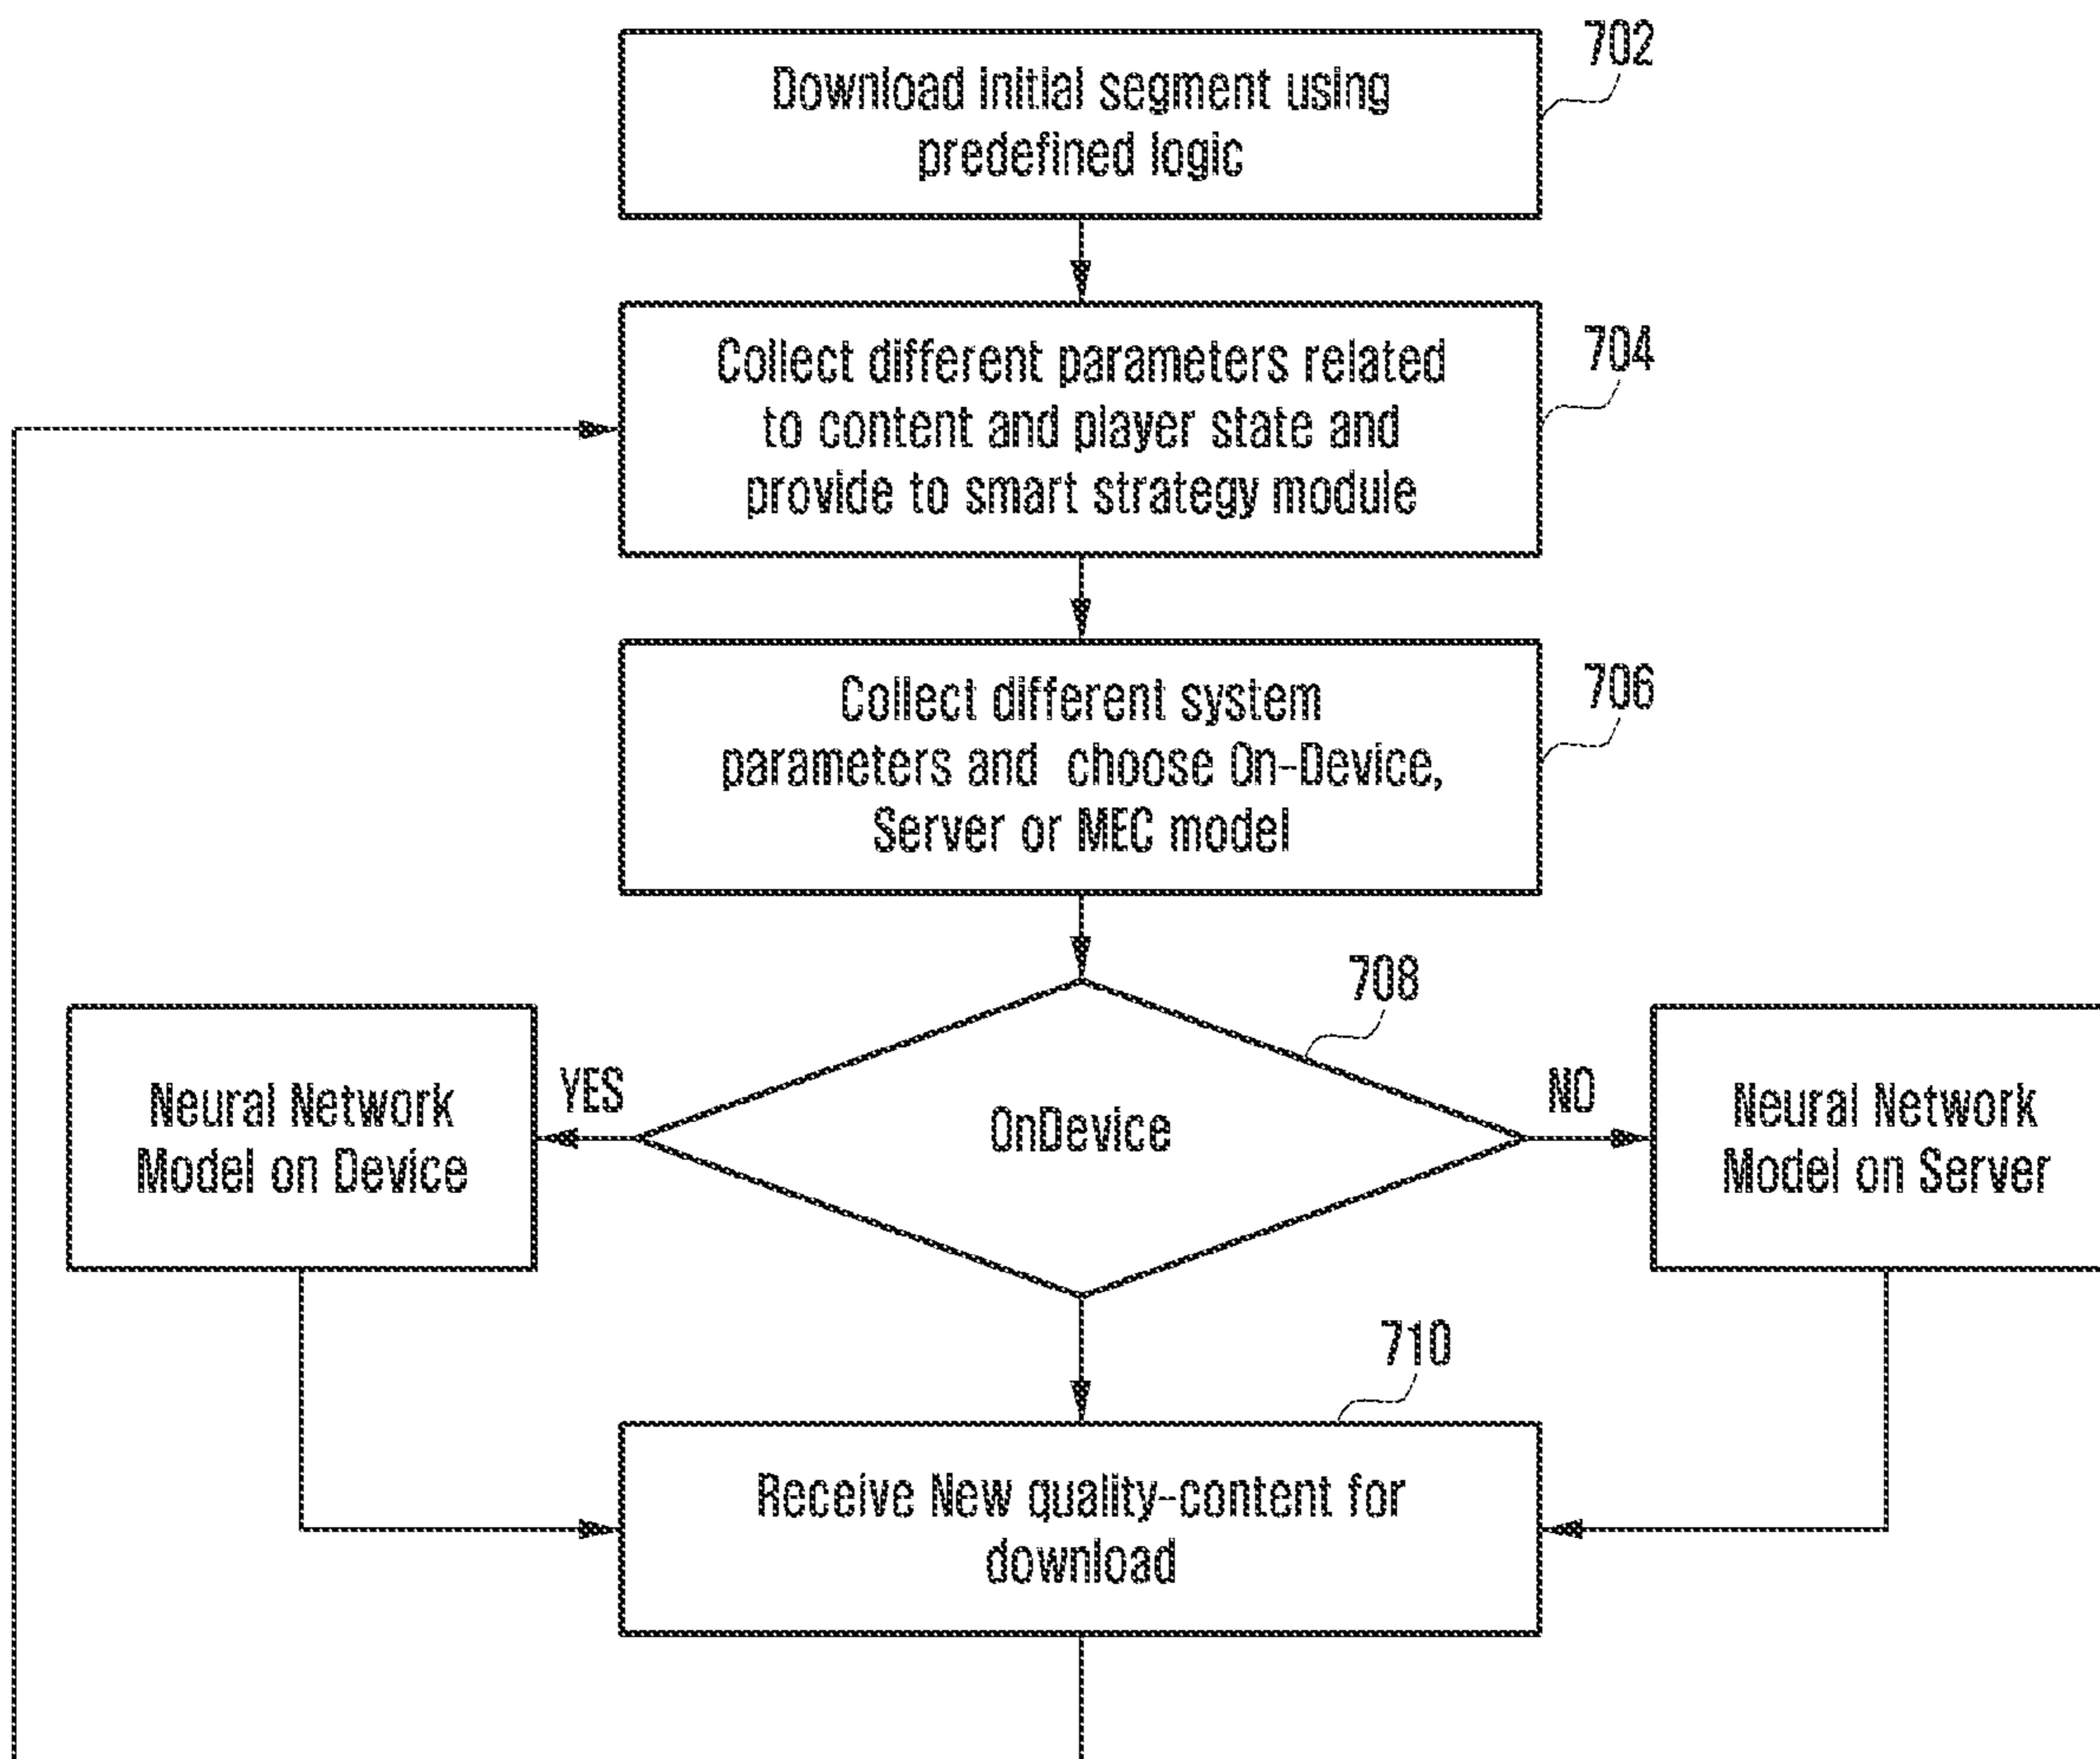 702
Download initial segment using
predefined logic
704
Collect different parameters related
to content and player state and
provide to smart strategy module
706
Collect different system
parameters and choose On-Device,
Server or MEC model
708
Neural Network
Model on Device
YES
OnDevice
NO
Neural Network
Model on Server
710
Receive New quality-content for
download